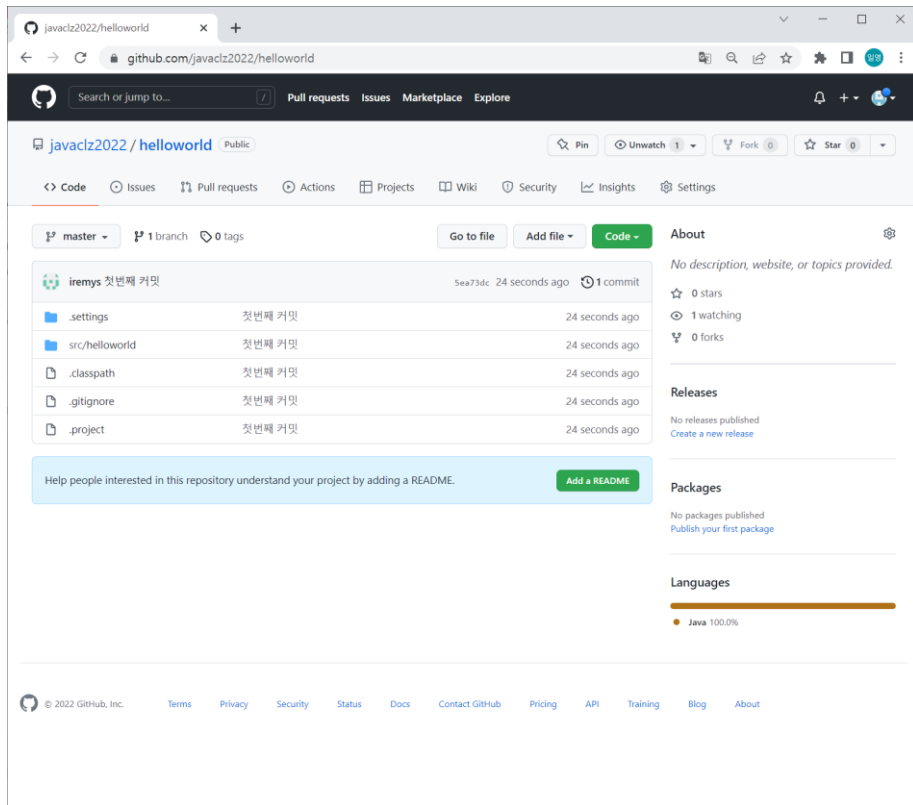 javaclz2022/helloworld
github.com/javaclz2022/helloworld
일명
Search or jump to... / Pull requests Issues Marketplace Explore
javaclz2022 / helloworld Public Pin Unwatch 1 Fork 0 Star 0
<> Code Issues Pull requests Actions Projects Wiki Security Insights Settings
master 1 branch 0 tags Go to file Add file Code
iremys 첫번째 커밋 5ea73dc 24 seconds ago 1 commit
.settings 첫번째 커밋 24 seconds ago
src/helloworld 첫번째 커밋 24 seconds ago
.classpath 첫번째 커밋 24 seconds ago
.gitignore 첫번째 커밋 24 seconds ago
.project 첫번째 커밋 24 seconds ago
Help people interested in this repository understand your project by adding a README. Add a README
About
No description, website, or topics provided.
0 stars
1 watching
0 forks
Releases
No releases published
Create a new release
Packages
No packages published
Publish your first package
Languages
Java 100.0%
© 2022 GitHub, Inc. Terms Privacy Security Status Docs Contact GitHub Pricing API Training Blog About